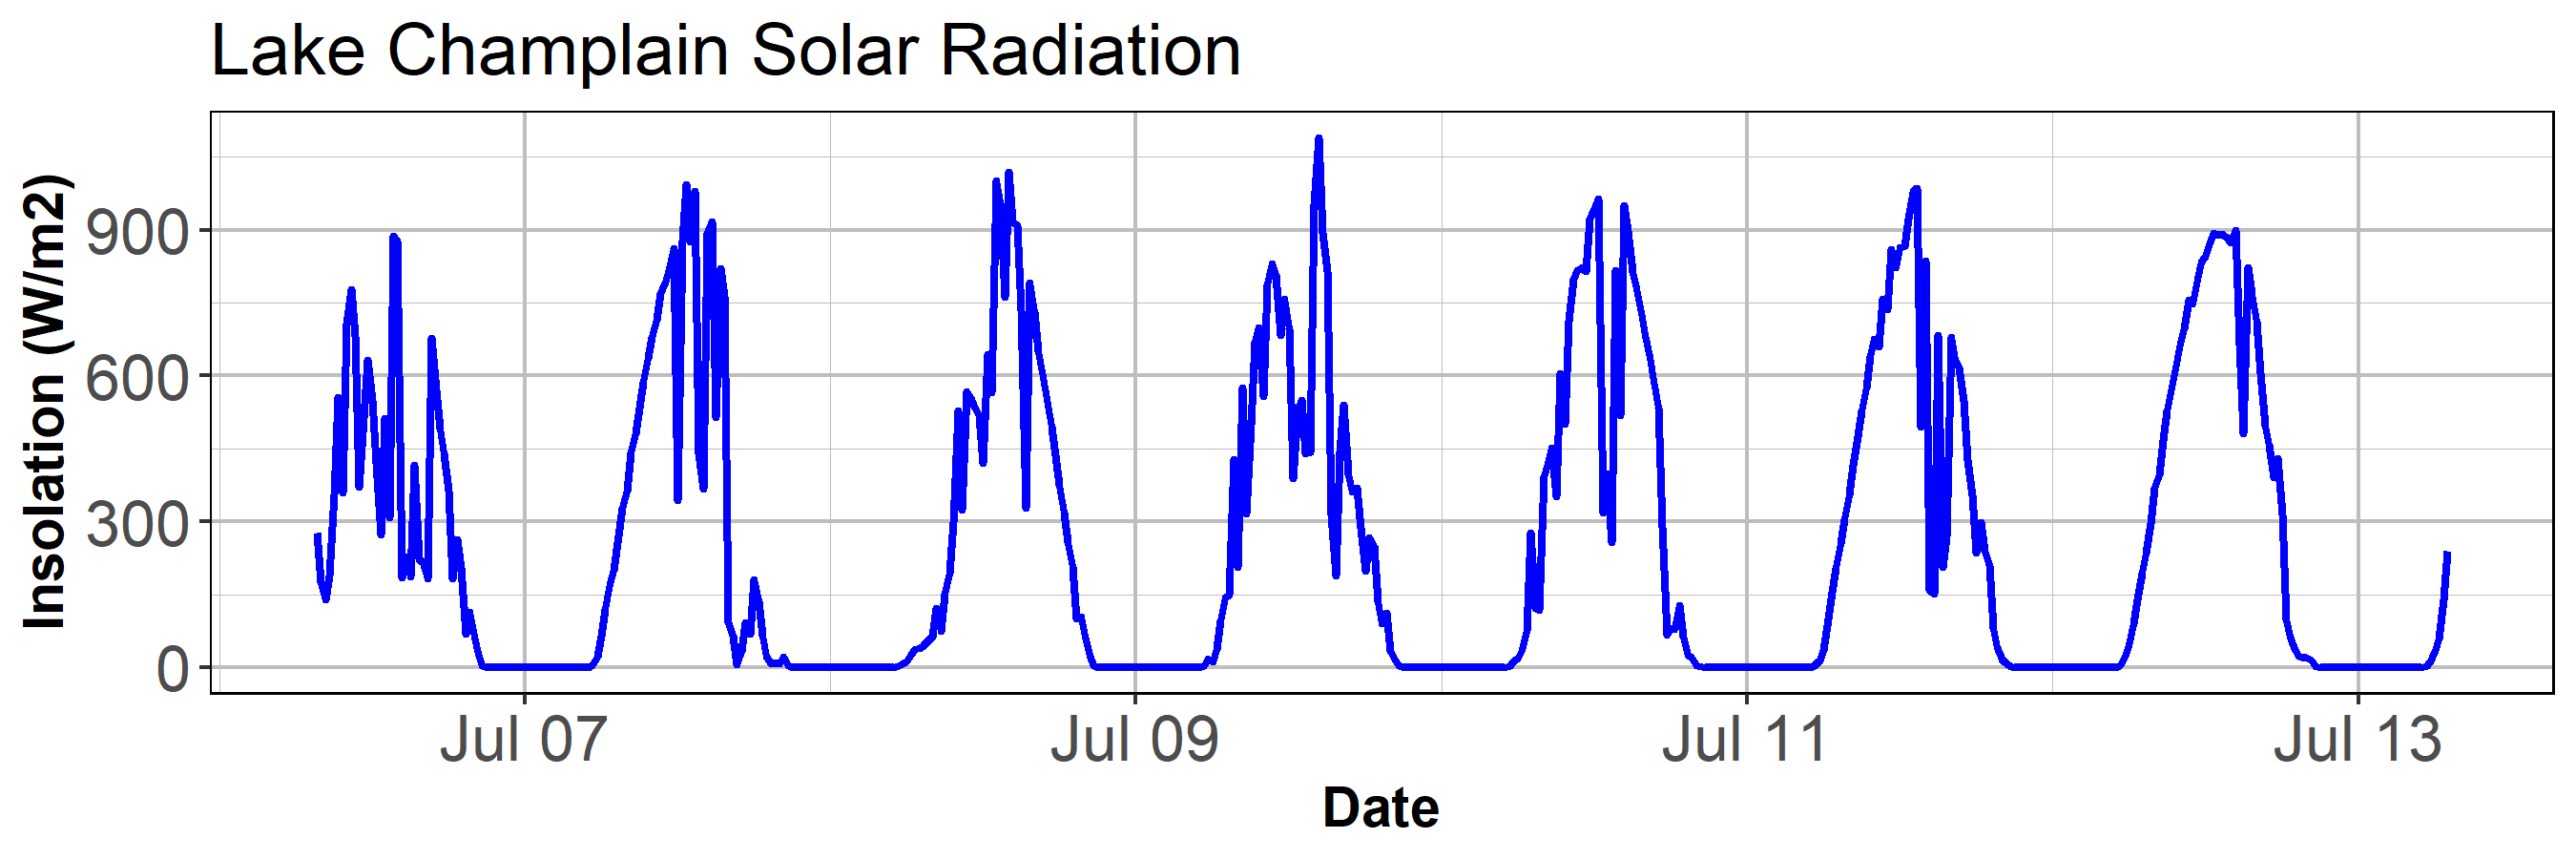 Lake Champlain Solar Radiation
Insolation (W/m2)
900
600
300
0
Jul 07 Jul 09 Jul 11 Jul 13
Date